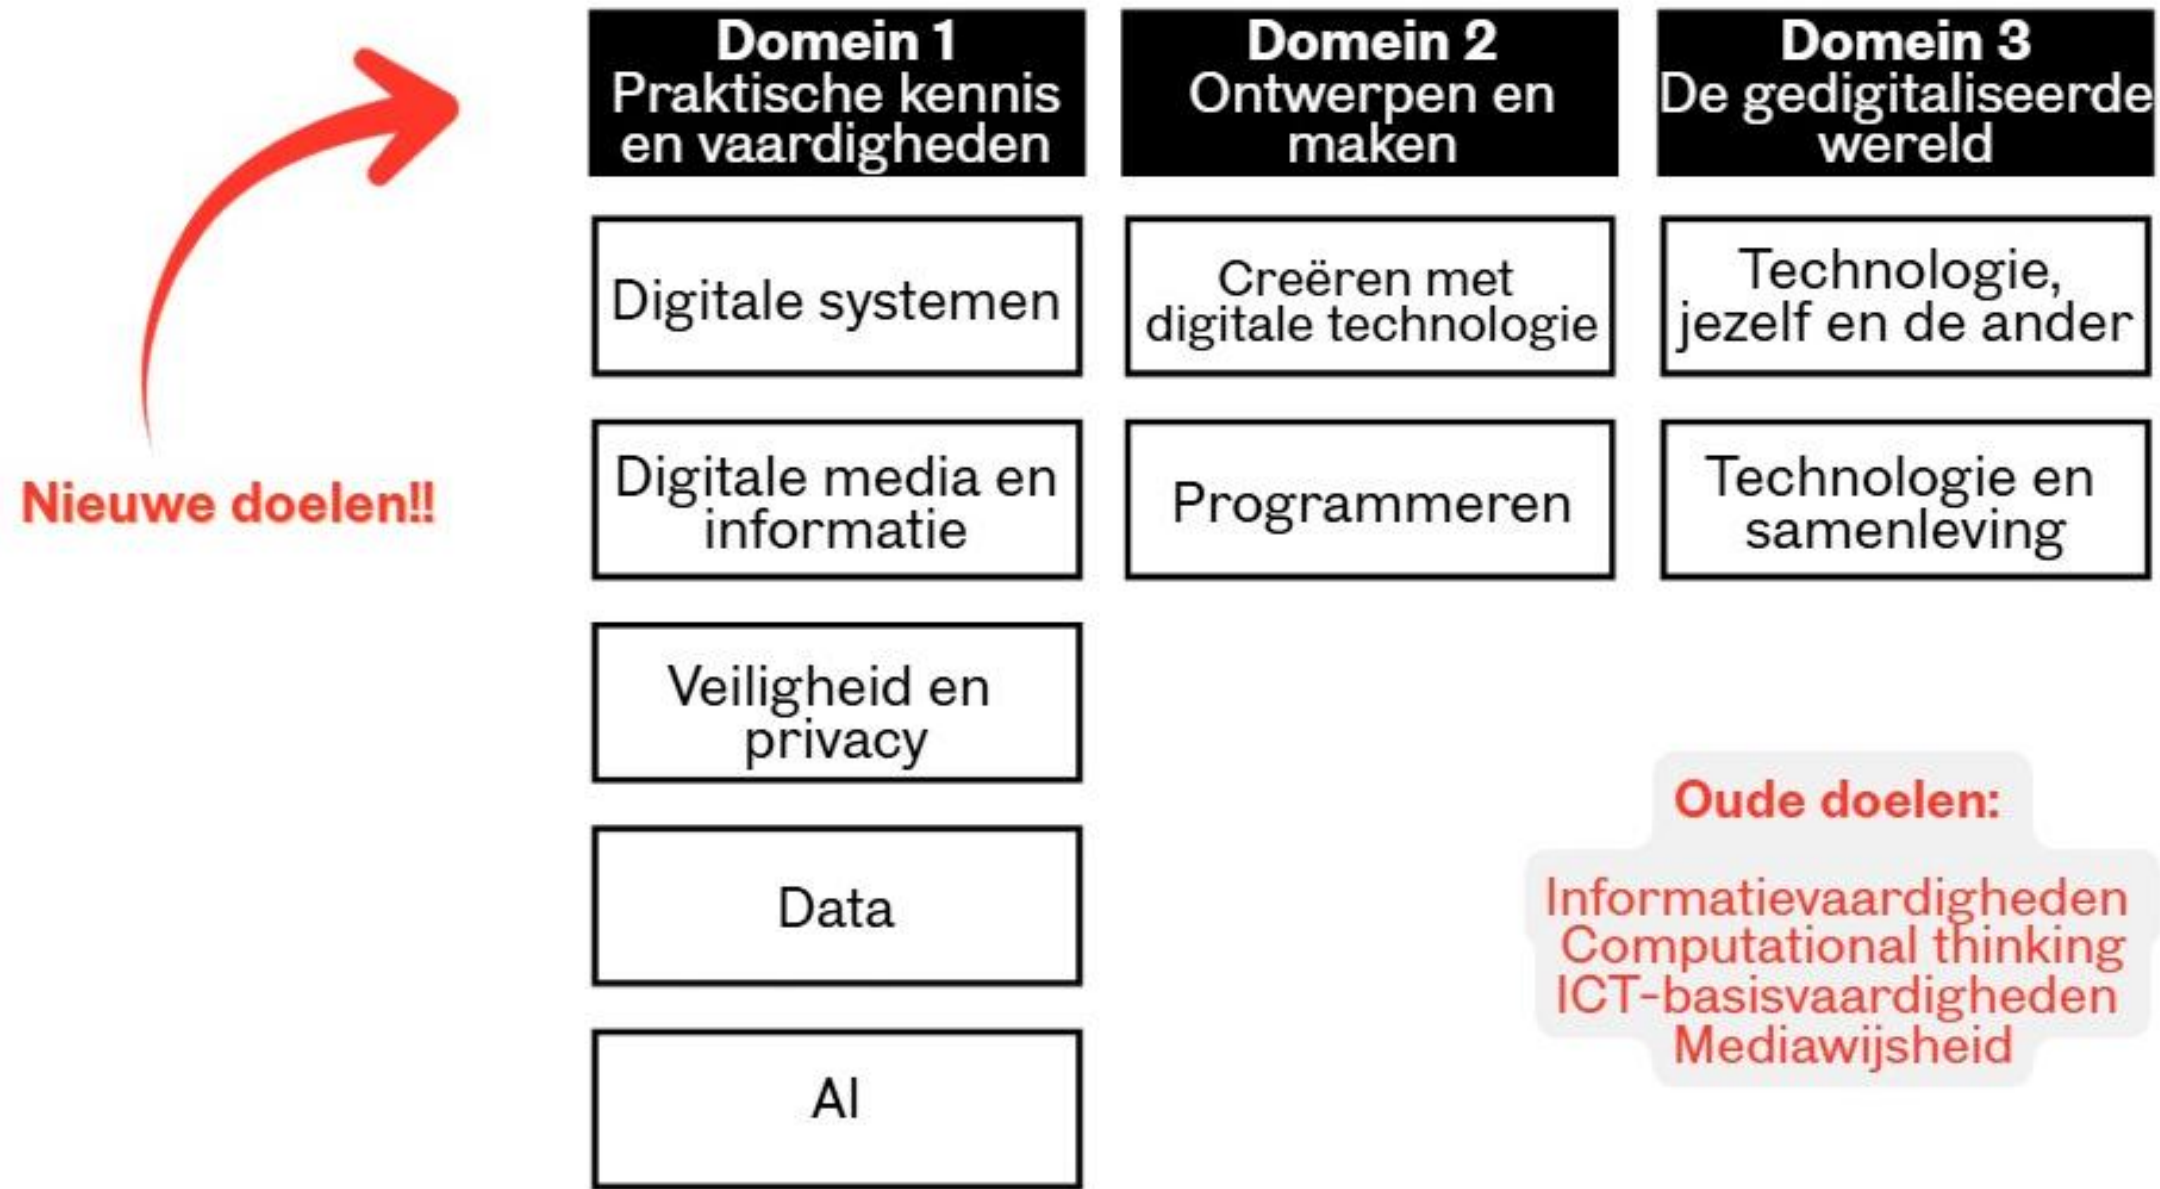 Nieuwe doelen!!
Domein 1
Praktische kennis
en vaardigheden
Digitale systemen
Digitale media en
informatie
Veiligheid en
privacy
Data
AI
Domein 2
Ontwerpen en
maken
Creëren met
digitale technologie
Programmeren
Domein 3
De gedigitaliseerde
wereld
Technologie,
jezelf en de ander
Technologie en
samenleving
Oude doelen:
Informatievaardigheden
Computational thinking
ICT-basisvaardigheden
Mediawijsheid